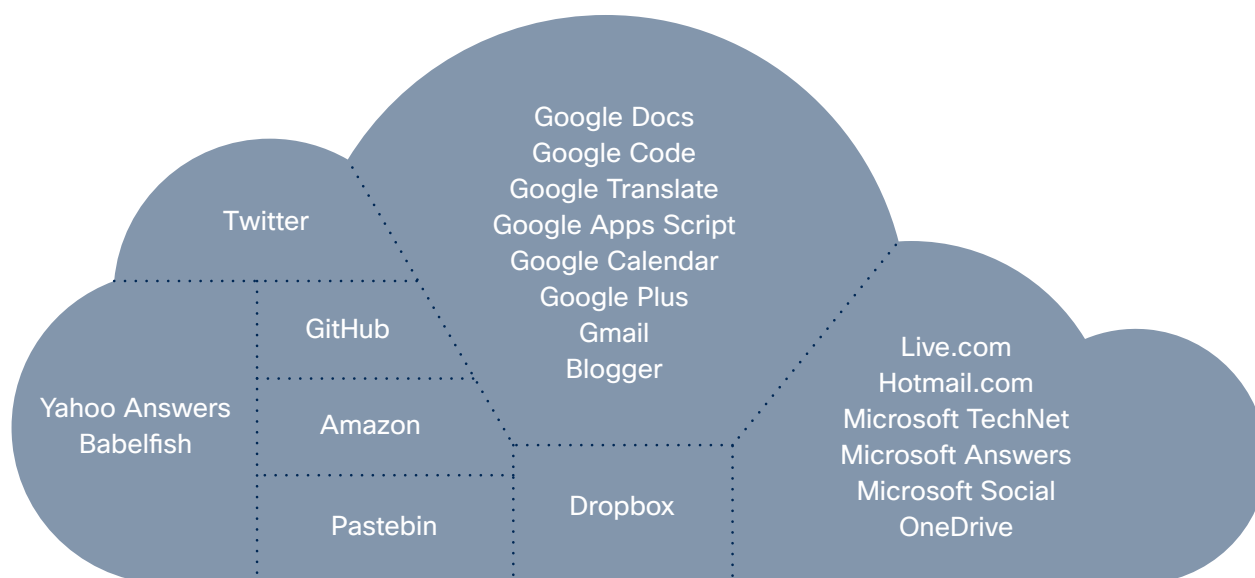 Twitter
Google Docs
Google Code
Google Translate
Google Apps Script
Google Calendar
Google Plus
Gmail
Blogger
GitHub
Yahoo Answers
Babelfish
Amazon
Pastebin
Dropbox
Live.com
Hotmail.com
Microsoft TechNet
Microsoft Answers
Microsoft Social
OneDrive